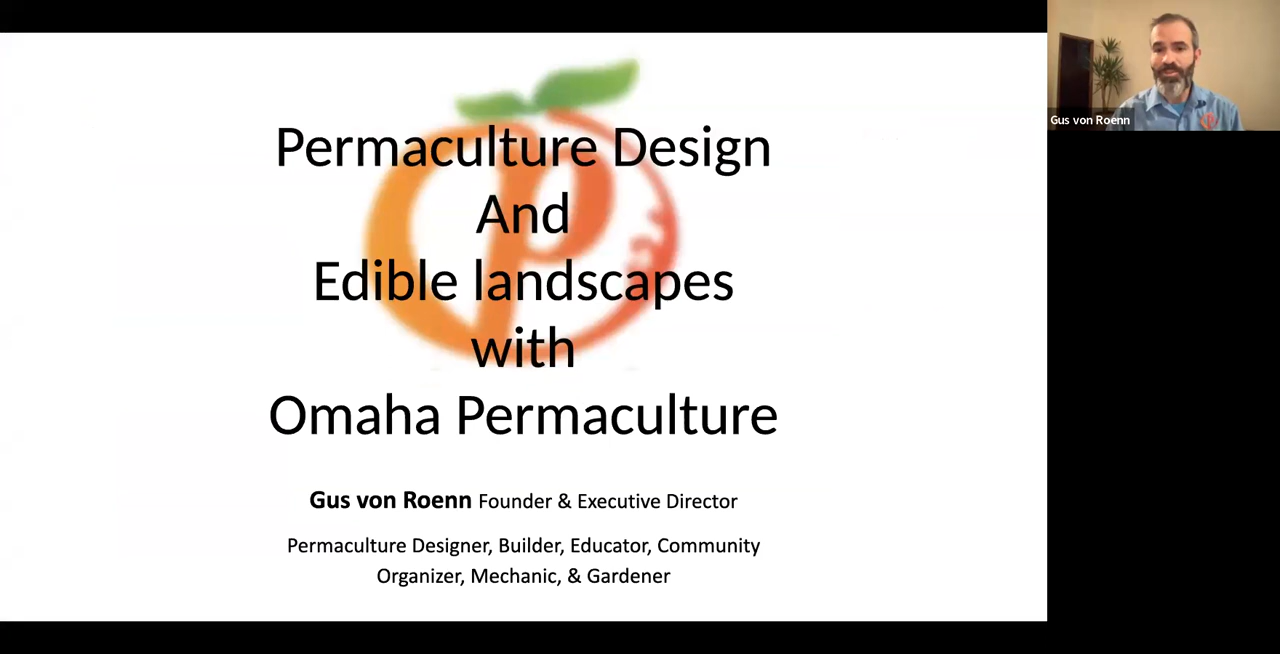 Permaculture Design
And
Edible landscapes
with
Omaha Permaculture
Gus von Roenn Founder & Executive Director
Permaculture Designer, Builder, Educator, Community
Organizer, Mechanic, & Gardener
Gus von Roenn